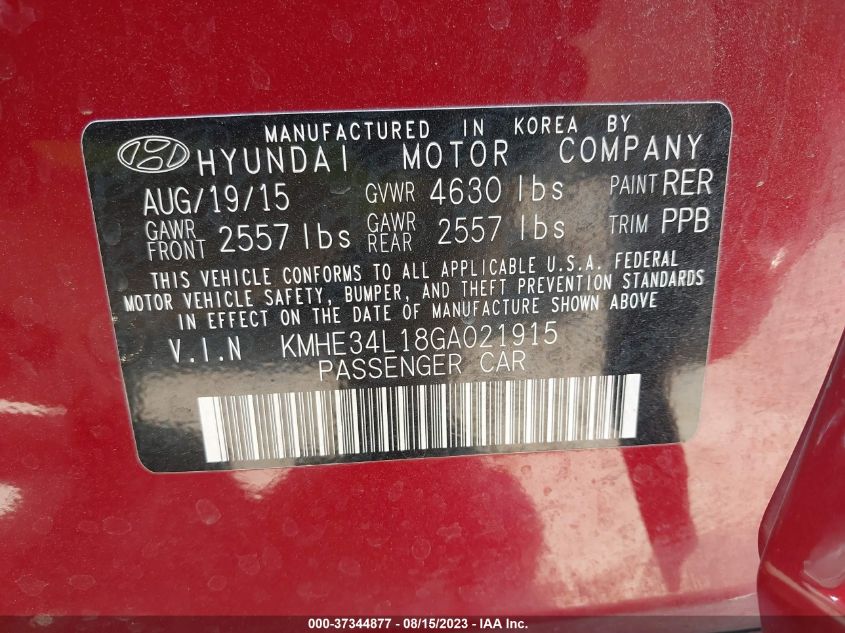 MANUFACTURED IN KOREA BY
HYUNDAI MOTOR COMPANY
AUG/19/15 GVWR 4630 lbs PAINT RER
GAWR FRONT 2557 lbs GAWR REAR 2557 lbs TRIM PPB
THIS VEHICLE CONFORMS TO ALL APPLICABLE U.S.A. FEDERAL
MOTOR VEHICLE SAFETY, BUMPER, AND THEFT PREVENTION STANDARDS
IN EFFECT ON THE DATE OF MANUFACTURE SHOWN ABOVE
V.I.N KMHE34L18GA021915
PASSENGER CAR
000-37344877 - 08/15/2023 - IAA Inc.